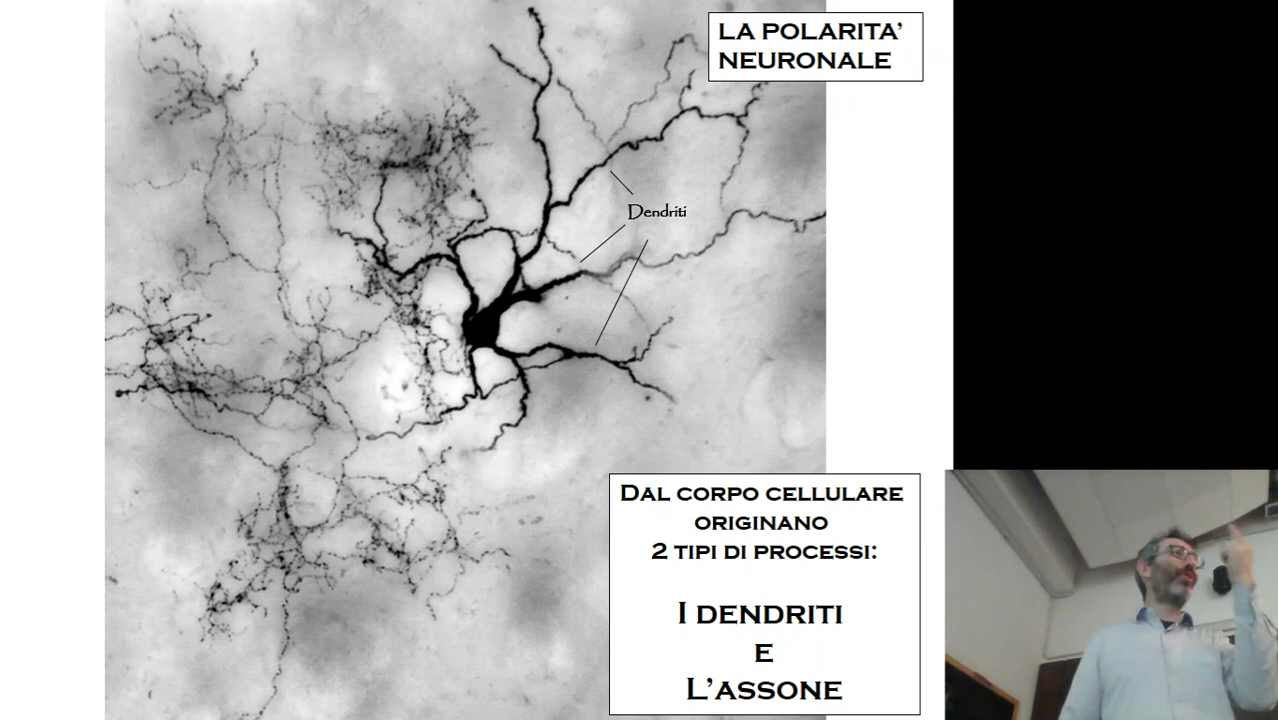 LA POLARITA'
NEURONALE
Dendriti
DAL CORPO CELLULARE
ORIGINANO
2 TIPI DI PROCESSI:
I DENDRITI
E
L'ASSONE